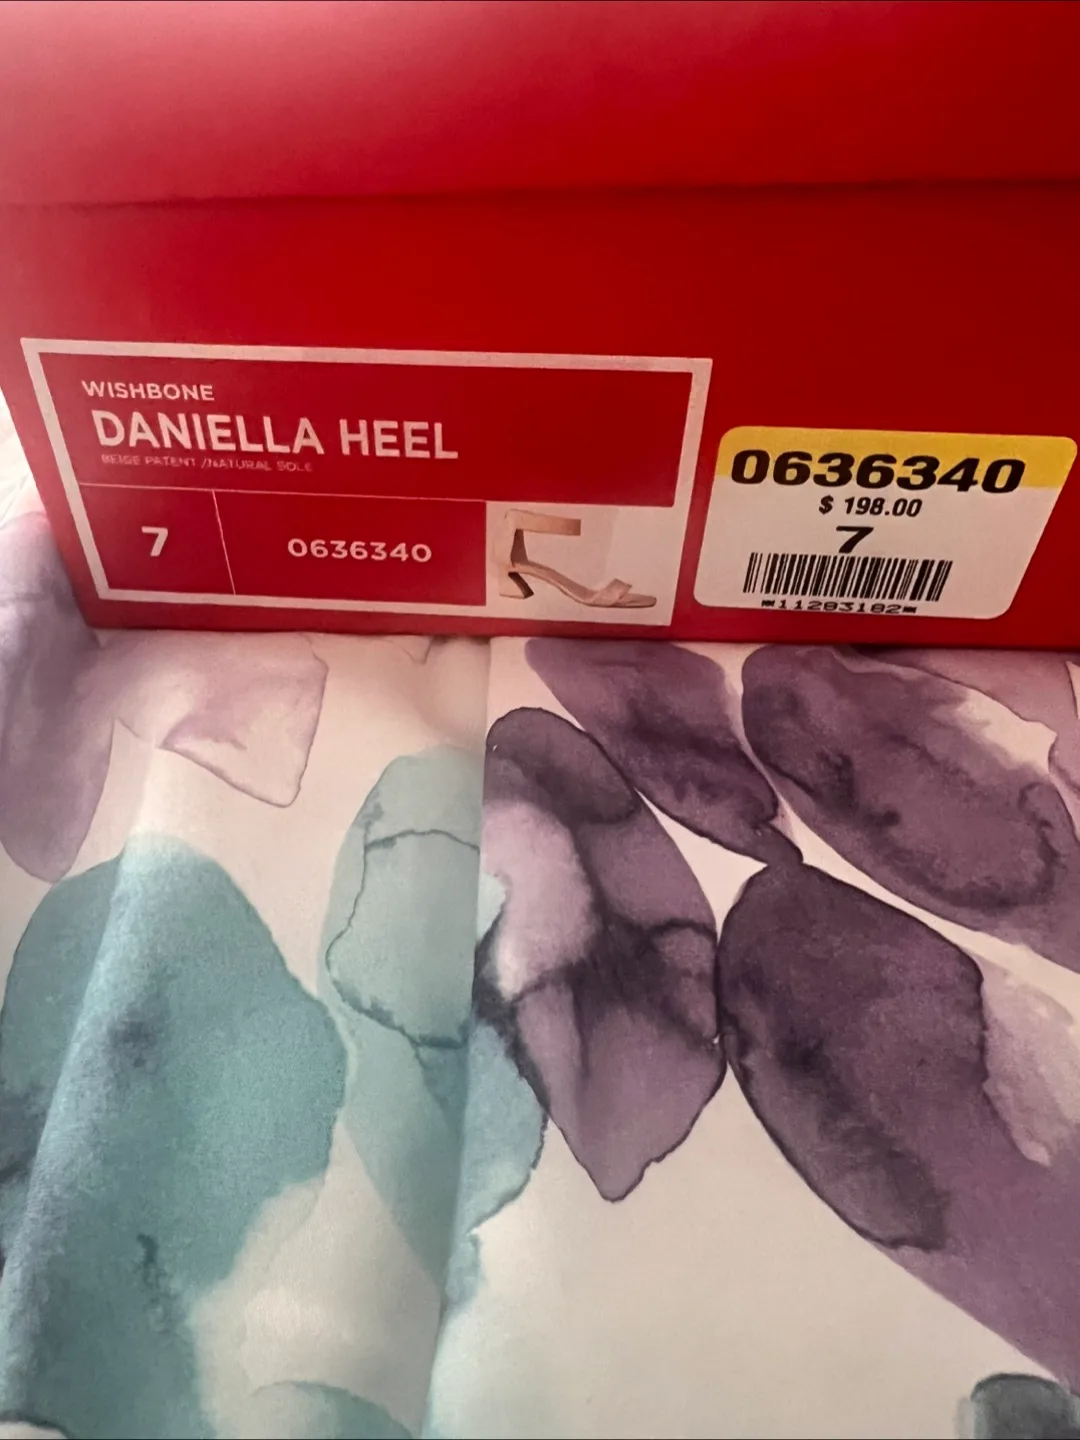 WISHBONE
DANIELLA HEEL
BEIGE PATENT /NATURAL SOLE
7
0636340
0636340
$ 198.00
7
*11283182*